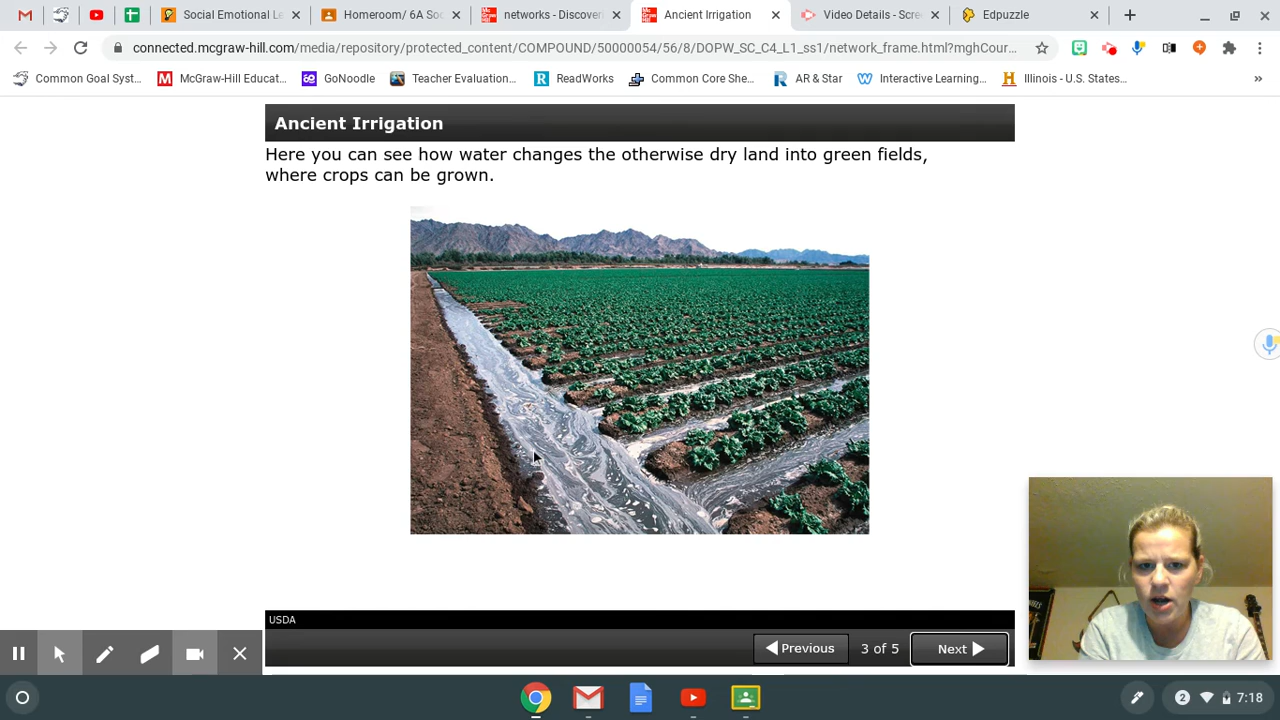 Social Emotional Le
Homeroom/ 6A Soc
networks - Discover
Ancient Irrigation
Video Details - Scre
Edpuzzle
connected.mcgraw-hill.com/media/repository/protected_content/COMPOUND/50000054/56/8/DOPW_SC_C4_L1_ss1/network_frame.html?mghCour...
Common Goal Syst...
McGraw-Hill Educat...
GoNoodle
Teacher Evaluation...
ReadWorks
Common Core She...
AR & Star
Interactive Learning...
Illinois - U.S. States...
»
Ancient Irrigation
Here you can see how water changes the otherwise dry land into green fields,
where crops can be grown.
USDA
Previous
3 of 5
Next
2
7:18